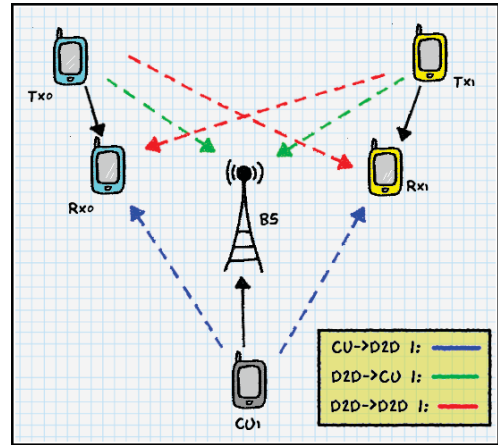 Tx0
Tx1
Rx0
Rx1
BS
CU1
CU->D2D I:
D2D->CU I:
D2D->D2D I: